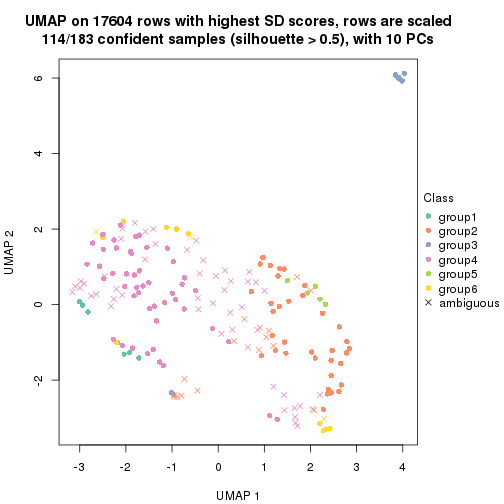 UMAP on 17604 rows with highest SD scores, rows are scaled
114/183 confident samples (silhouette > 0.5), with 10 PCs
6
4
2
0
-2
UMAP 2
-3 -2 -1 0 1 2 3 4
UMAP 1
Class
group1
group2
group3
group4
group5
group6
ambiguous